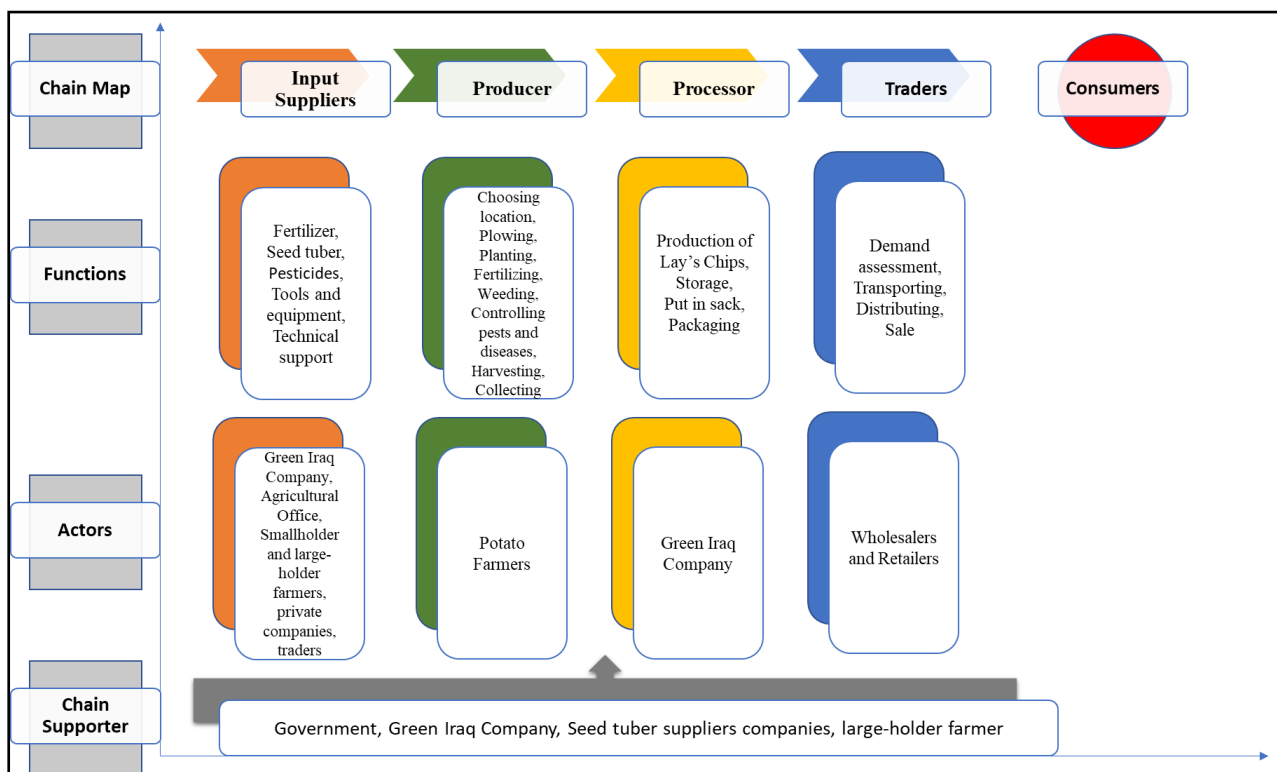 Chain Map
Input
Suppliers
Producer
Processor
Traders
Consumers
Functions
Fertilizer,
Seed tuber,
Pesticides,
Tools and
equipment,
Technical
support
Choosing
location,
Plowing,
Planting,
Fertilizing,
Weeding,
Controlling
pests and
diseases,
Harvesting,
Collecting
Production of
Lay’s Chips,
Storage,
Put in sack,
Packaging
Demand
assessment,
Transporting,
Distributing,
Sale
Actors
Green Iraq
Company,
Agricultural
Office,
Smallholder
and large-
holder
farmers,
private
companies,
traders
Potato
Farmers
Green Iraq
Company
Wholesalers
and Retailers
Chain
Supporter
Government, Green Iraq Company, Seed tuber suppliers companies, large-holder farmer